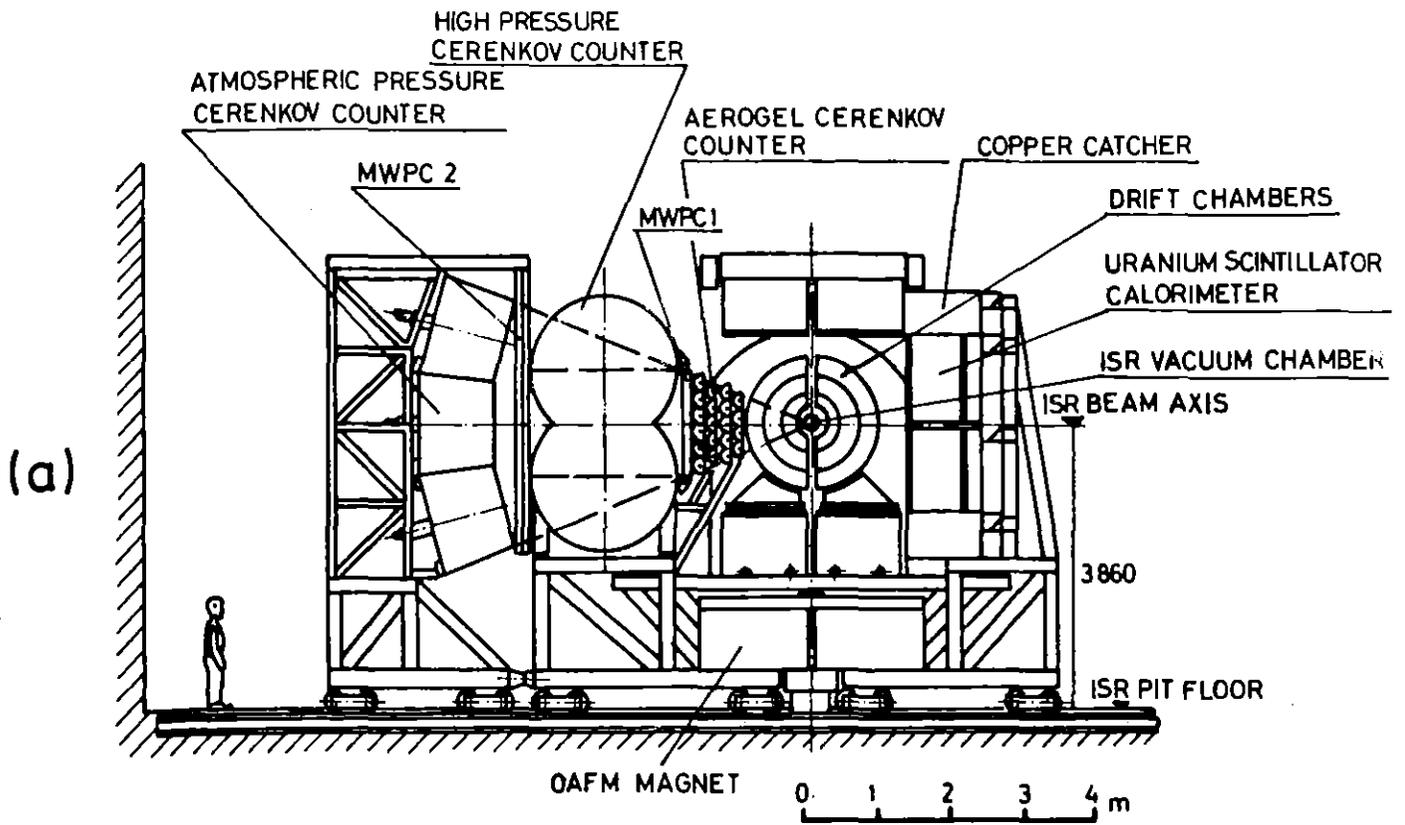 HIGH PRESSURE
CERENKOV COUNTER
ATMOSPHERIC PRESSURE
CERENKOV COUNTER
AEROGEL CERENKOV
COUNTER
COPPER CATCHER
MWPC 2
MWPC1
DRIFT CHAMBERS
URANIUM SCINTILLATOR
CALORIMETER
ISR VACUUM CHAMBER
ISR BEAM AXIS
(a)
3860
ISR PIT FLOOR
OAFM MAGNET
0 1 2 3 4 m